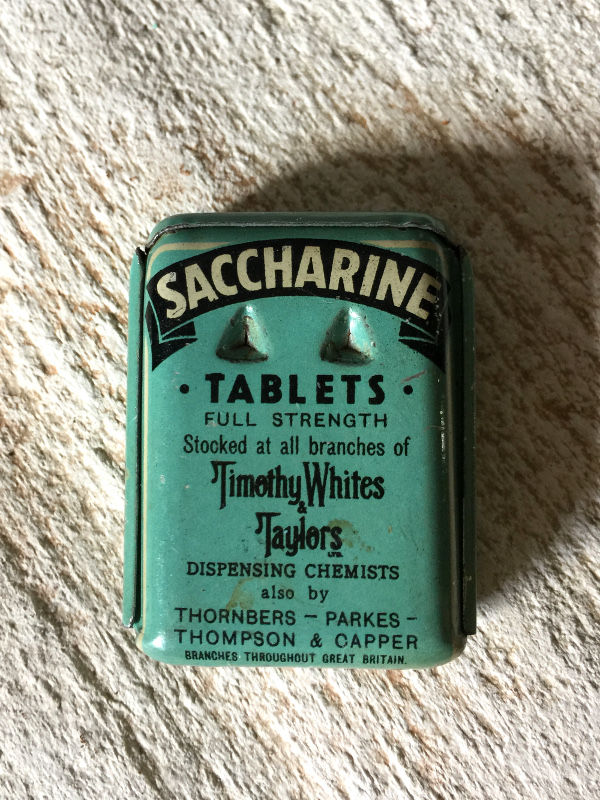 SACCHARINE
· TABLETS ·
FULL STRENGTH
Stocked at all branches of
Timothy Whites
&
Taylors LTD.
DISPENSING CHEMISTS
also by
THORNBERS - PARKES -
THOMPSON & CAPPER
BRANCHES THROUGHOUT GREAT BRITAIN.